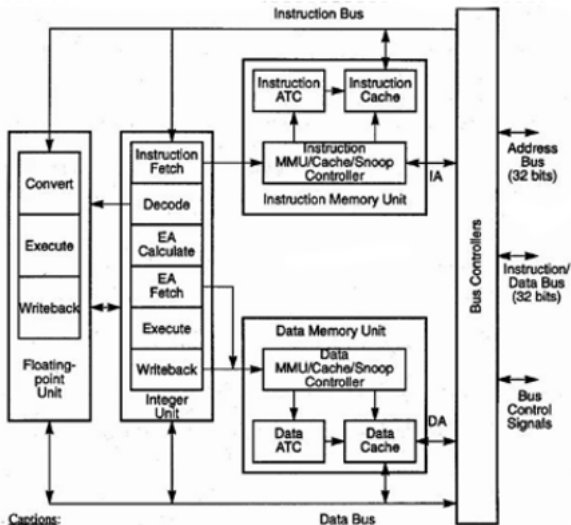 Instruction Bus
Instruction
ATC
Instruction
Cache
Instruction
MMU/Cache/Snoop
Controller
IA
Instruction Memory Unit
Convert
Execute
Writeback
Floating-
point Unit
Instruction
Fetch
Decode
EA
Calculate
EA
Fetch
Execute
Writeback
Integer
Unit
Data Memory Unit
Data
MMU/Cache/Snoop
Controller
Data
ATC
Data
Cache
DA
Bus Controllers
Address
Bus
(32 bits)
Instruction/
Data Bus
(32 bits)
Bus
Control
Signals
Captions:
Data Bus